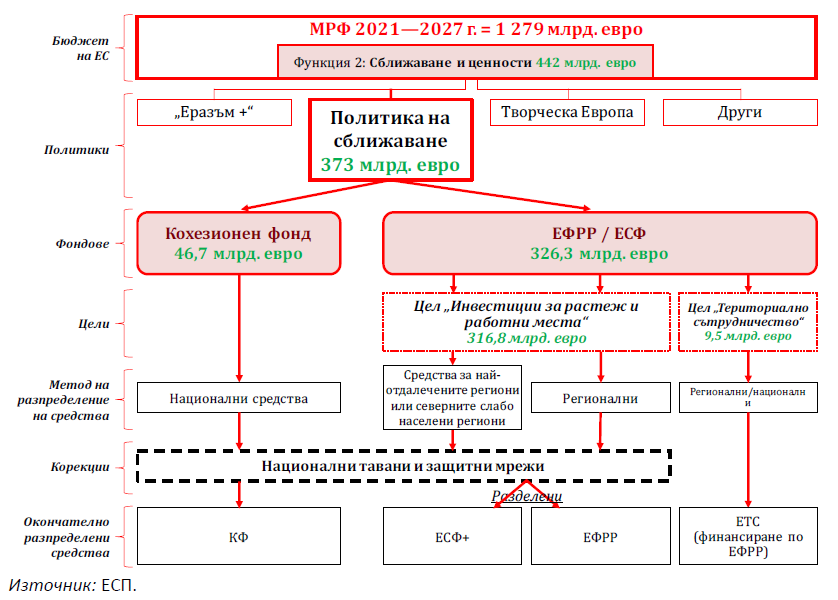 Бюджет
на ЕС
МРФ 2021—2027 г. = 1 279 млрд. евро
Функция 2: Сближаване и ценности 442 млрд. евро
Политики
„Еразъм +“
Политика на
сближаване
373 млрд. евро
Творческа Европа
Други
Фондове
Кохезионен фонд
46,7 млрд. евро
ЕФРР / ЕСФ
326,3 млрд. евро
Цели
Цел „Инвестиции за растеж и
работни места“
316,8 млрд. евро
Цел „Териториално
сътрудничество“
9,5 млрд. евро
Метод на
разпределение
на средства
Национални средства
Средства за най-
отдалечените региони
или северните слабо
населени региони
Регионални
Регионални/национални
и
Корекции
Национални тавани и защитни мрежи
Разделени
Окончателно
разпределени
средства
КФ
ЕСФ+
ЕФРР
ЕТС
(финансиране по
ЕФРР)
Източник: ЕСП.